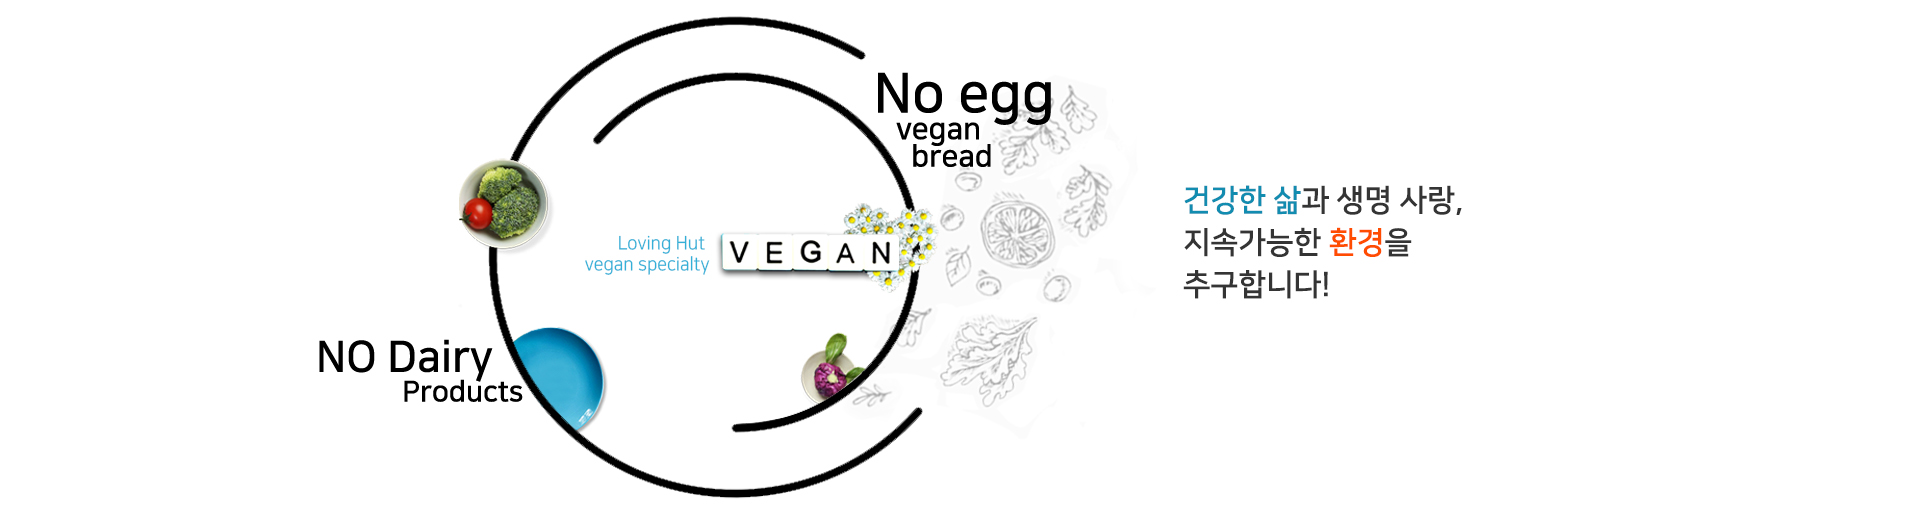 No egg
vegan
bread
Loving Hut
vegan specialty
VEGAN
NO Dairy
Products
건강한 삶과 생명 사랑,
지속가능한 환경을
추구합니다!